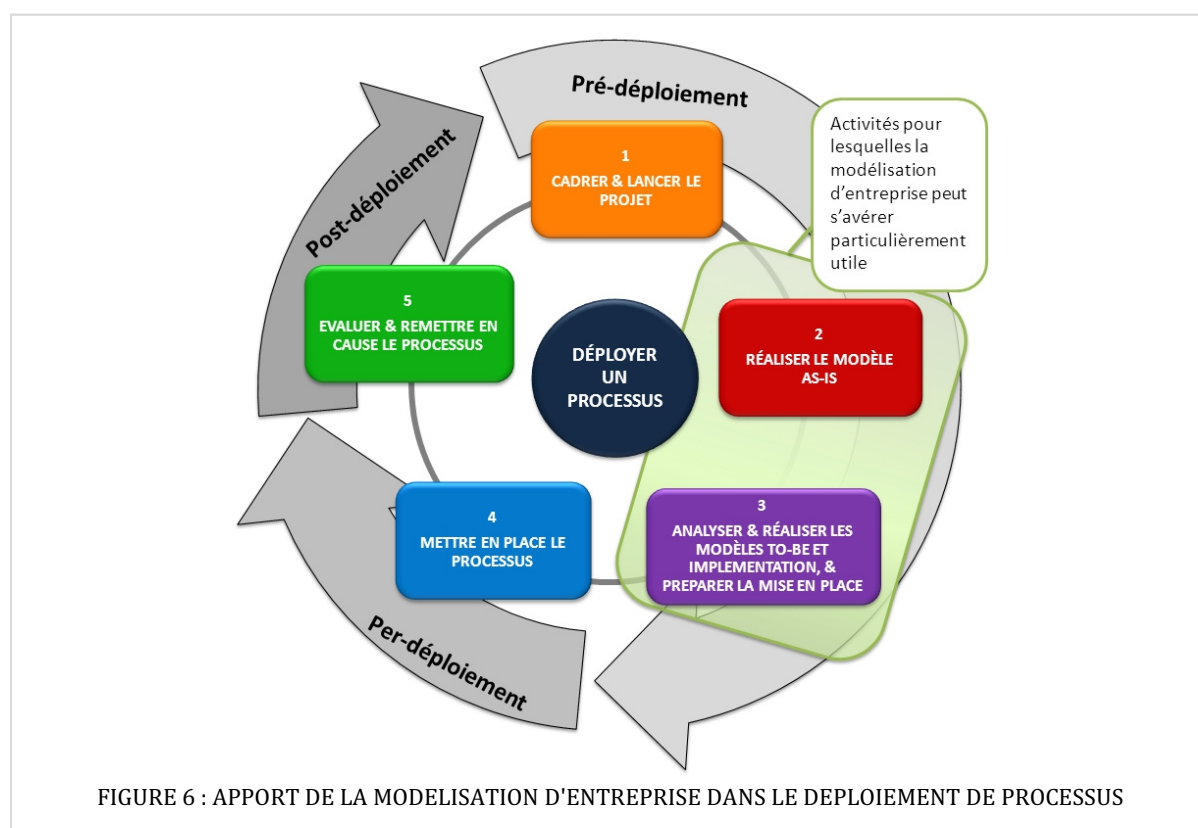 Pré-déploiement
Activités pour
lesquelles la
modélisation
d'entreprise peut
s'avérer
particulièrement
utile
1
CADRER & LANCER LE
PROJET
Post-déploiement
5
EVALUER & REMETTRE EN
CAUSE LE PROCESSUS
DÉPLOYER
UN
PROCESSUS
2
RÉALISER LE MODÈLE
AS-IS
4
METTRE EN PLACE LE
PROCESSUS
3
ANALYSER & RÉALISER LES
MODÈLES TO-BE ET
IMPLEMENTATION, &
PREPARER LA MISE EN PLACE
Per-déploiement
FIGURE 6 : APPORT DE LA MODELISATION D'ENTREPRISE DANS LE DEPLOIEMENT DE PROCESSUS